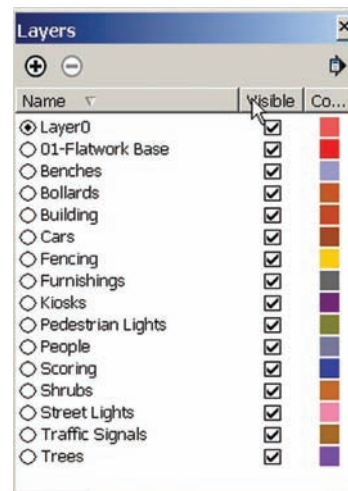 Layers
Name Visible Co...
Layer0
01-Flatwork Base
Benches
Bollards
Building
Cars
Fencing
Furnishings
Kiosks
Pedestrian Lights
People
Scoring
Shrubs
Street Lights
Traffic Signals
Trees